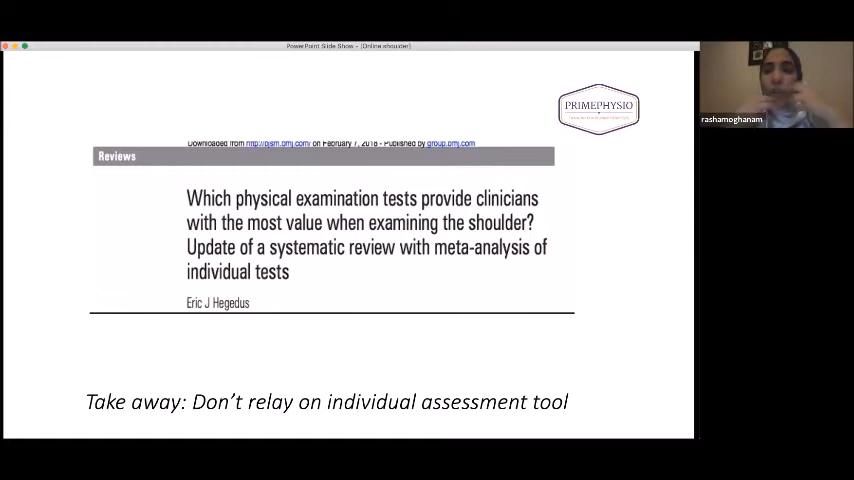 PowerPoint Slide Show - [Online shoulder]
rashamoghanam
PRIMEPHYSIO
Downloaded from http://bjsm.bmj.com/ on February 7, 2018 - Published by group.bmj.com
Reviews
Which physical examination tests provide clinicians
with the most value when examining the shoulder?
Update of a systematic review with meta-analysis of
individual tests
Eric J Hegedus
Take away: Don't relay on individual assessment tool